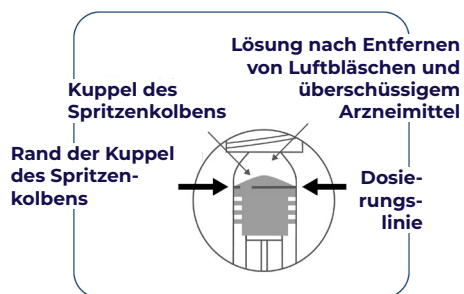 Lösung nach Entfernen
von Luftbläschen und
überschüssigem
Arzneimittel
Kuppel des
Spritzenkolbens
Rand der Kuppel
des Spritzen-
kolbens
Dosie-
rungs-
linie